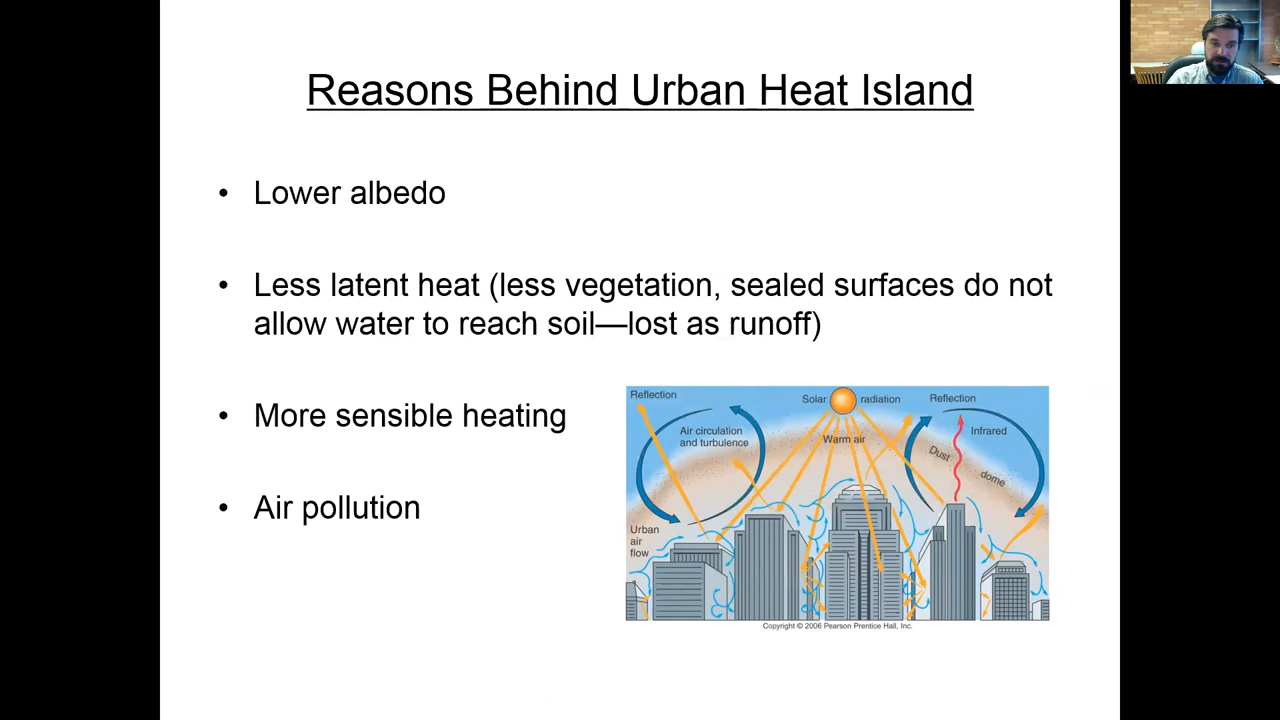 Reasons Behind Urban Heat Island
• Lower albedo
• Less latent heat (less vegetation, sealed surfaces do not
allow water to reach soil—lost as runoff)
• More sensible heating
• Air pollution
Reflection
Solar radiation
Reflection
Air circulation
and turbulence
Warm air
Infrared
Dust dome
Urban
air
flow
Copyright © 2006 Pearson Prentice Hall, Inc.